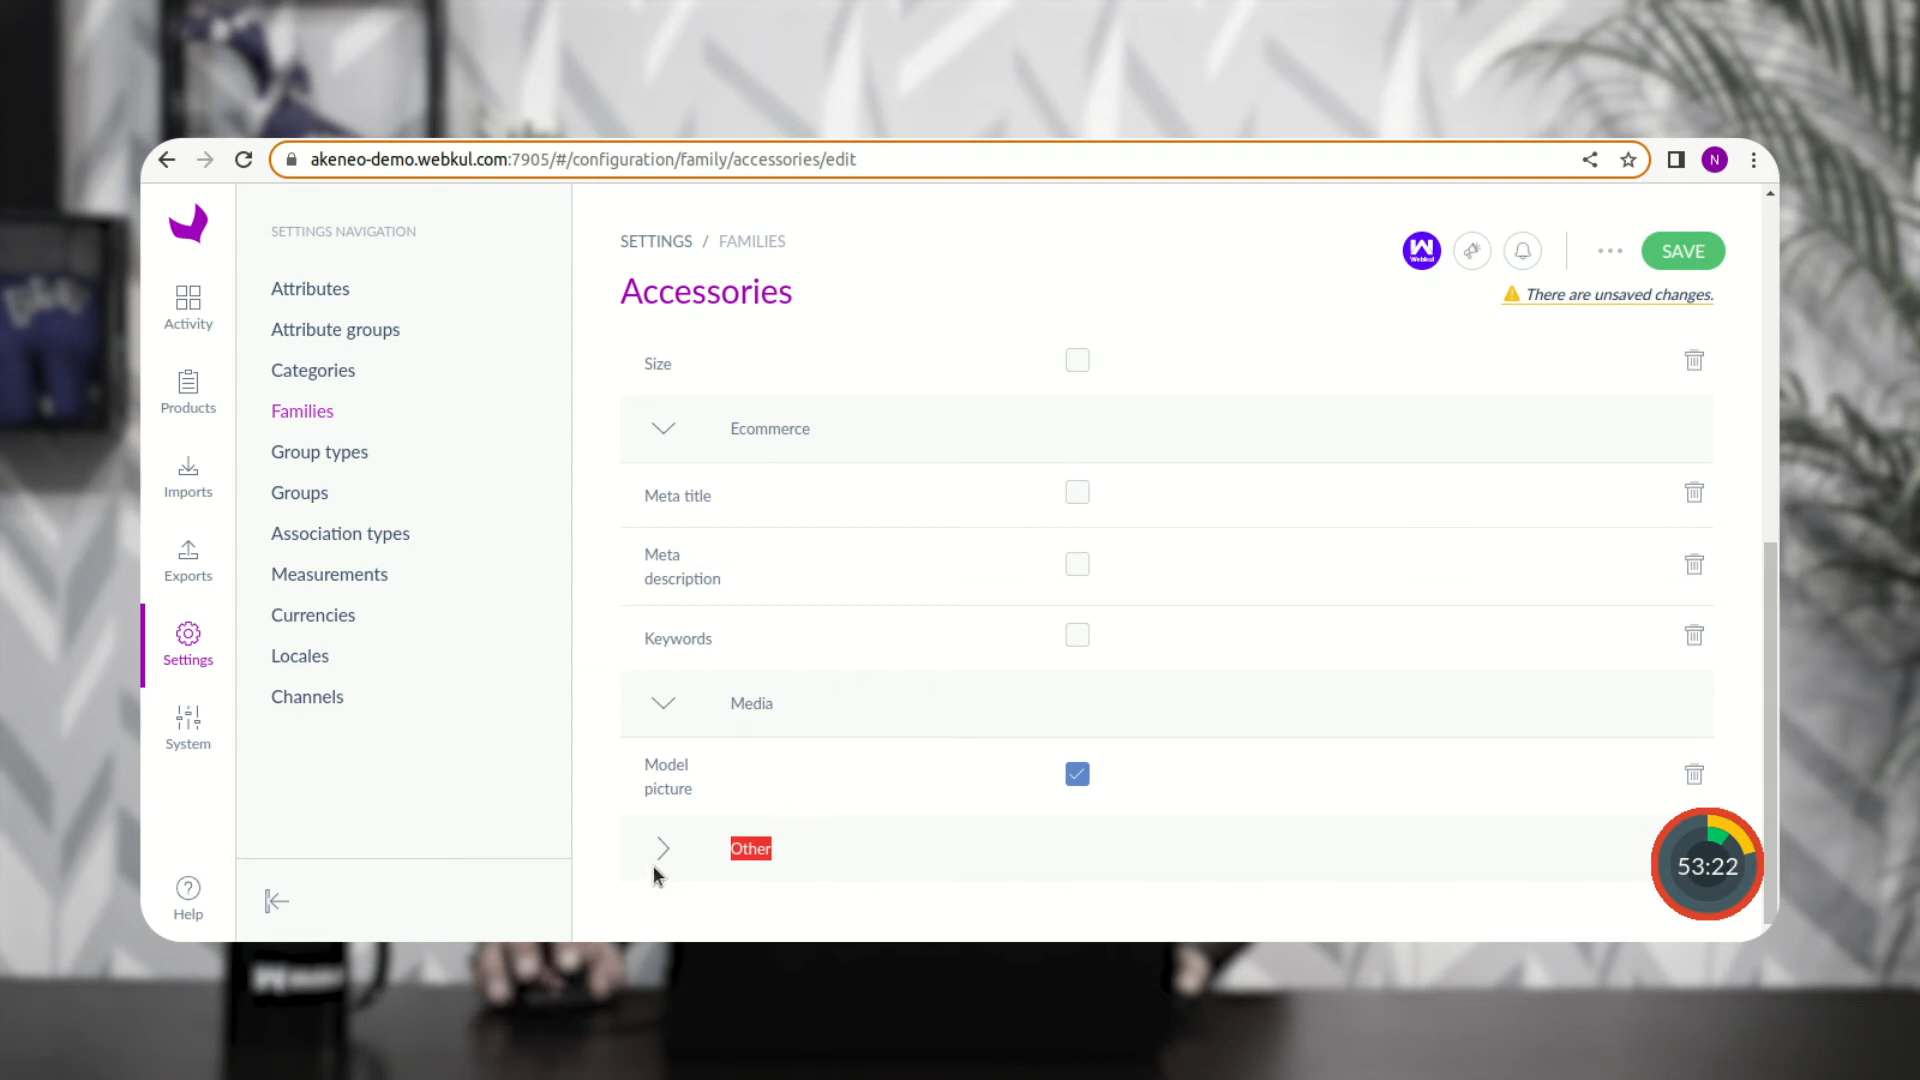 akeneo-demo.webkul.com:7905/#/configuration/family/accessories/edit
N
SETTINGS NAVIGATION
Attributes
Attribute groups
Categories
Families
Group types
Groups
Association types
Measurements
Currencies
Locales
Channels
Activity
Products
Imports
Exports
Settings
System
Help
SETTINGS / FAMILIES
Accessories
W
Webkul
SAVE
There are unsaved changes.
Size
Ecommerce
Meta title
Meta
description
Keywords
Media
Model
picture
Other
53:22